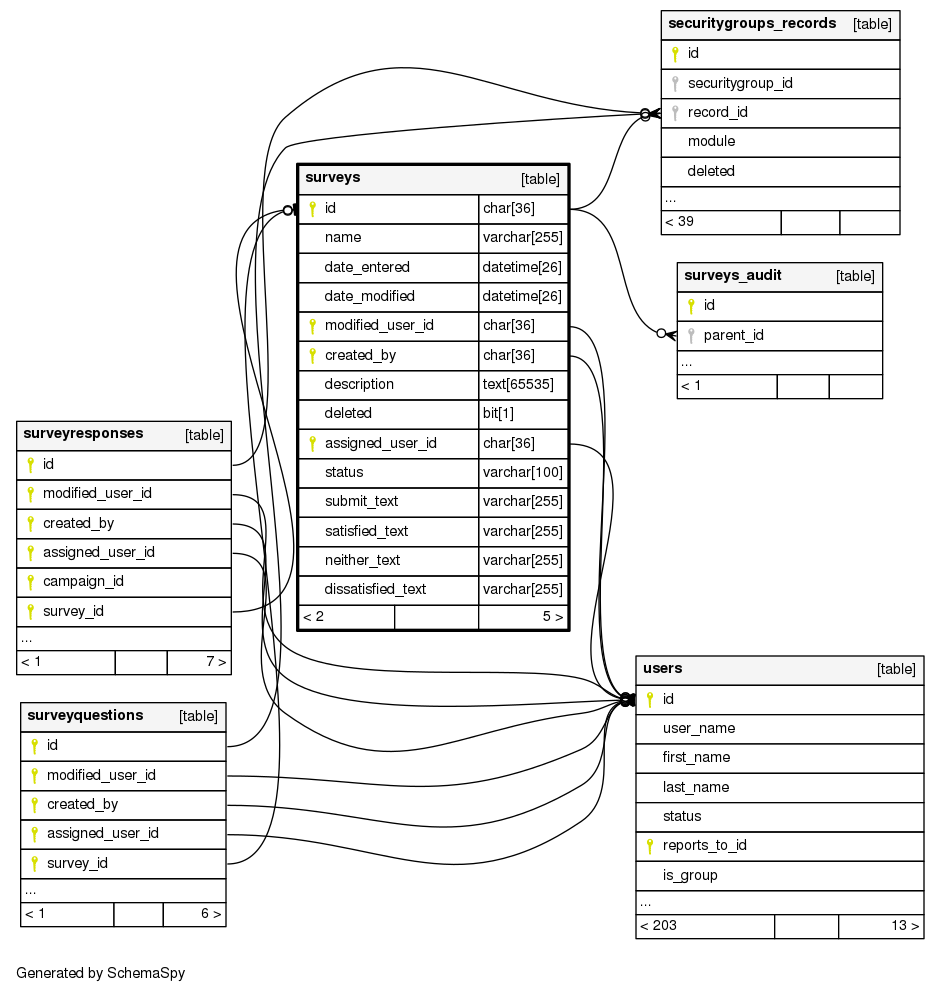 securitygroups_records [table]
id
securitygroup_id
record_id
module
deleted
...
< 39
surveys [table]
id char[36]
name varchar[255]
date_entered datetime[26]
date_modified datetime[26]
modified_user_id char[36]
created_by char[36]
description text[65535]
deleted bit[1]
assigned_user_id char[36]
status varchar[100]
submit_text varchar[255]
satisfied_text varchar[255]
neither_text varchar[255]
dissatisfied_text varchar[255]
< 2 5 >
surveys_audit [table]
id
parent_id
...
< 1
surveyresponses [table]
id
modified_user_id
created_by
assigned_user_id
campaign_id
survey_id
...
< 1 7 >
surveyquestions [table]
id
modified_user_id
created_by
assigned_user_id
survey_id
...
< 1 6 >
users [table]
id
user_name
first_name
last_name
status
reports_to_id
is_group
...
< 203 13 >
Generated by SchemaSpy